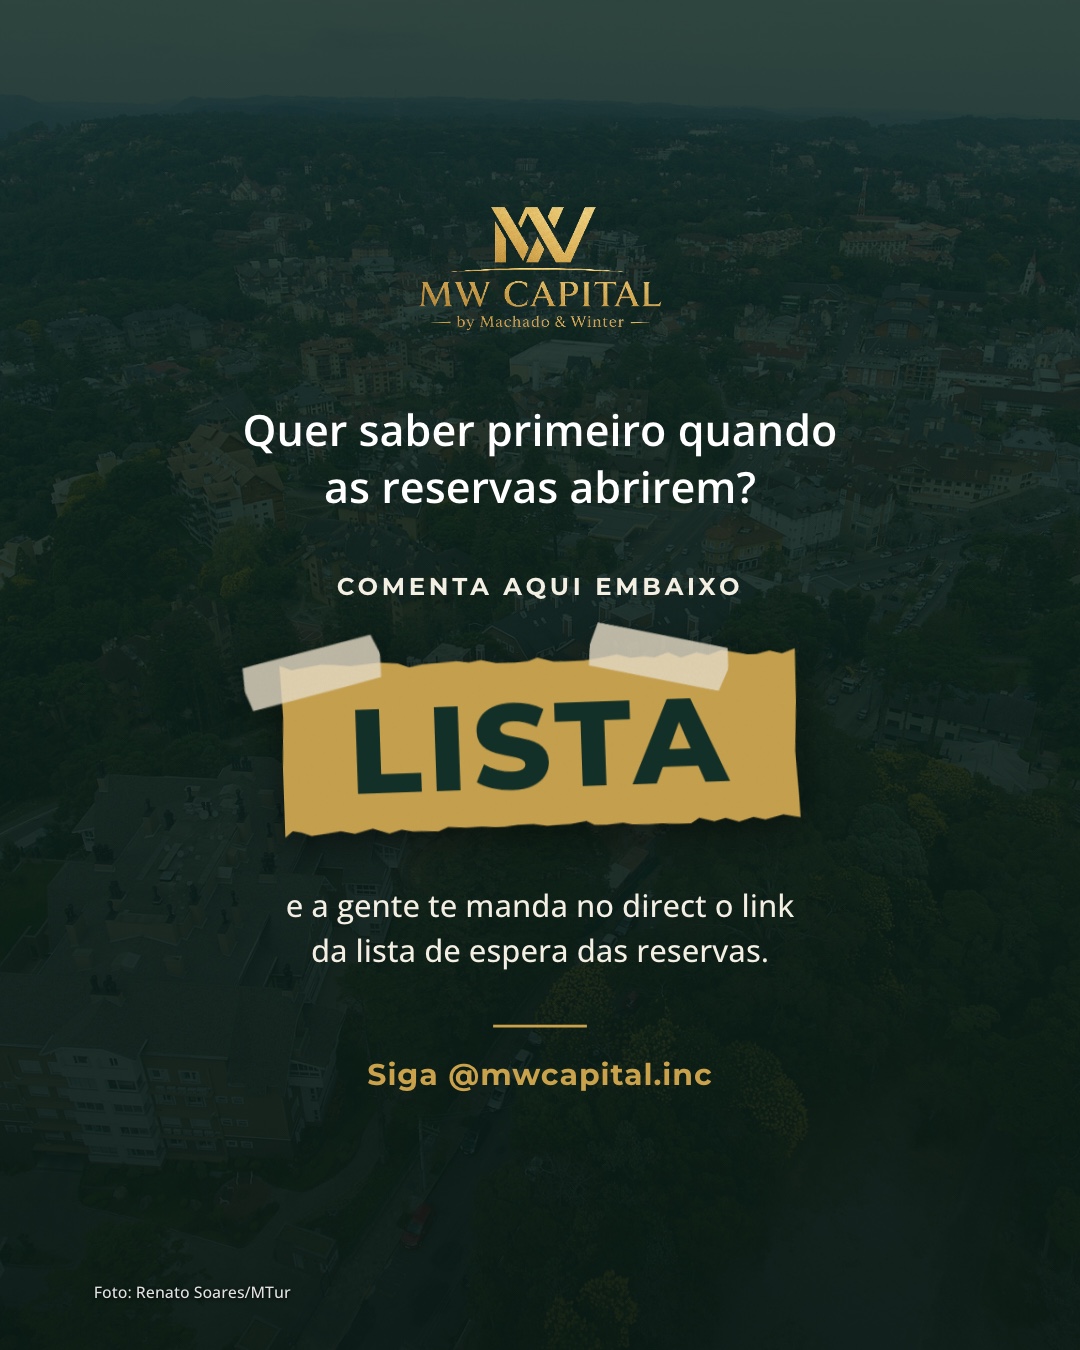 MW
MW CAPITAL
by Machado & Winter
Quer saber primeiro quando
as reservas abrirem?
COMENTA AQUI EMBAIXO
LISTA
e a gente te manda no direct o link
da lista de espera das reservas.
Siga @mwcapital.inc
Foto: Renato Soares/MTur